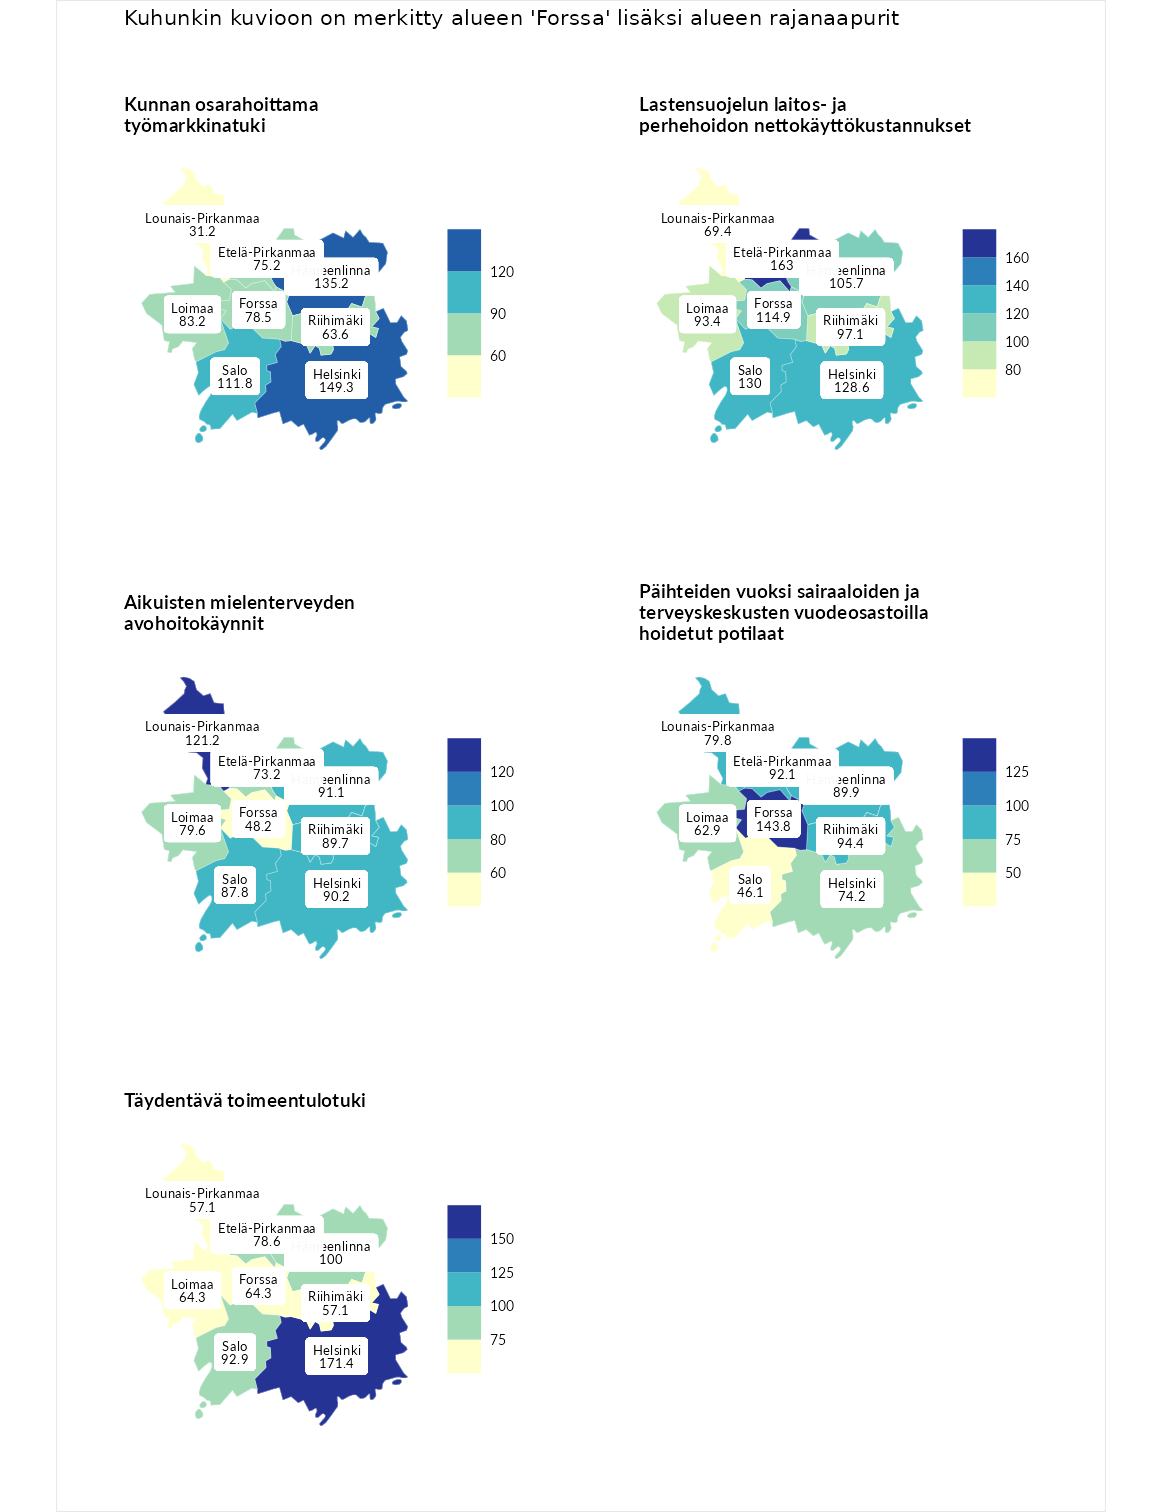 Kuhunkin kuvioon on merkitty alueen 'Forssa' lisäksi alueen rajanaapurit
Kunnan osarahoittama
työmarkkinatuki
Lounais-Pirkanmaa
31.2
Etelä-Pirkanmaa
75.2
135.2
Loimaa
83.2
Forssa
78.5
Riihimäki
63.6
Salo
111.8
Helsinki
149.3
120
90
60
Lastensuojelun laitos- ja
perhehoidon nettokäyttökustannukset
Lounais-Pirkanmaa
69.4
Etelä-Pirkanmaa
163
105.7
Loimaa
93.4
Forssa
114.9
Riihimäki
97.1
Salo
130
Helsinki
128.6
160
140
120
100
80
Aikuisten mielenterveyden
avohoitokäynnit
Lounais-Pirkanmaa
121.2
Etelä-Pirkanmaa
73.2
91.1
Loimaa
79.6
Forssa
48.2
Riihimäki
89.7
Salo
87.8
Helsinki
90.2
120
100
80
60
Päihteiden vuoksi sairaaloiden ja
terveyskeskusten vuodeosastoilla
hoidetut potilaat
Lounais-Pirkanmaa
79.8
Etelä-Pirkanmaa
92.1
89.9
Loimaa
62.9
Forssa
143.8
Riihimäki
94.4
Salo
46.1
Helsinki
74.2
125
100
75
50
Täydentävä toimeentulotuki
Lounais-Pirkanmaa
57.1
Etelä-Pirkanmaa
78.6
100
Loimaa
64.3
Forssa
64.3
Riihimäki
57.1
Salo
92.9
Helsinki
171.4
150
125
100
75